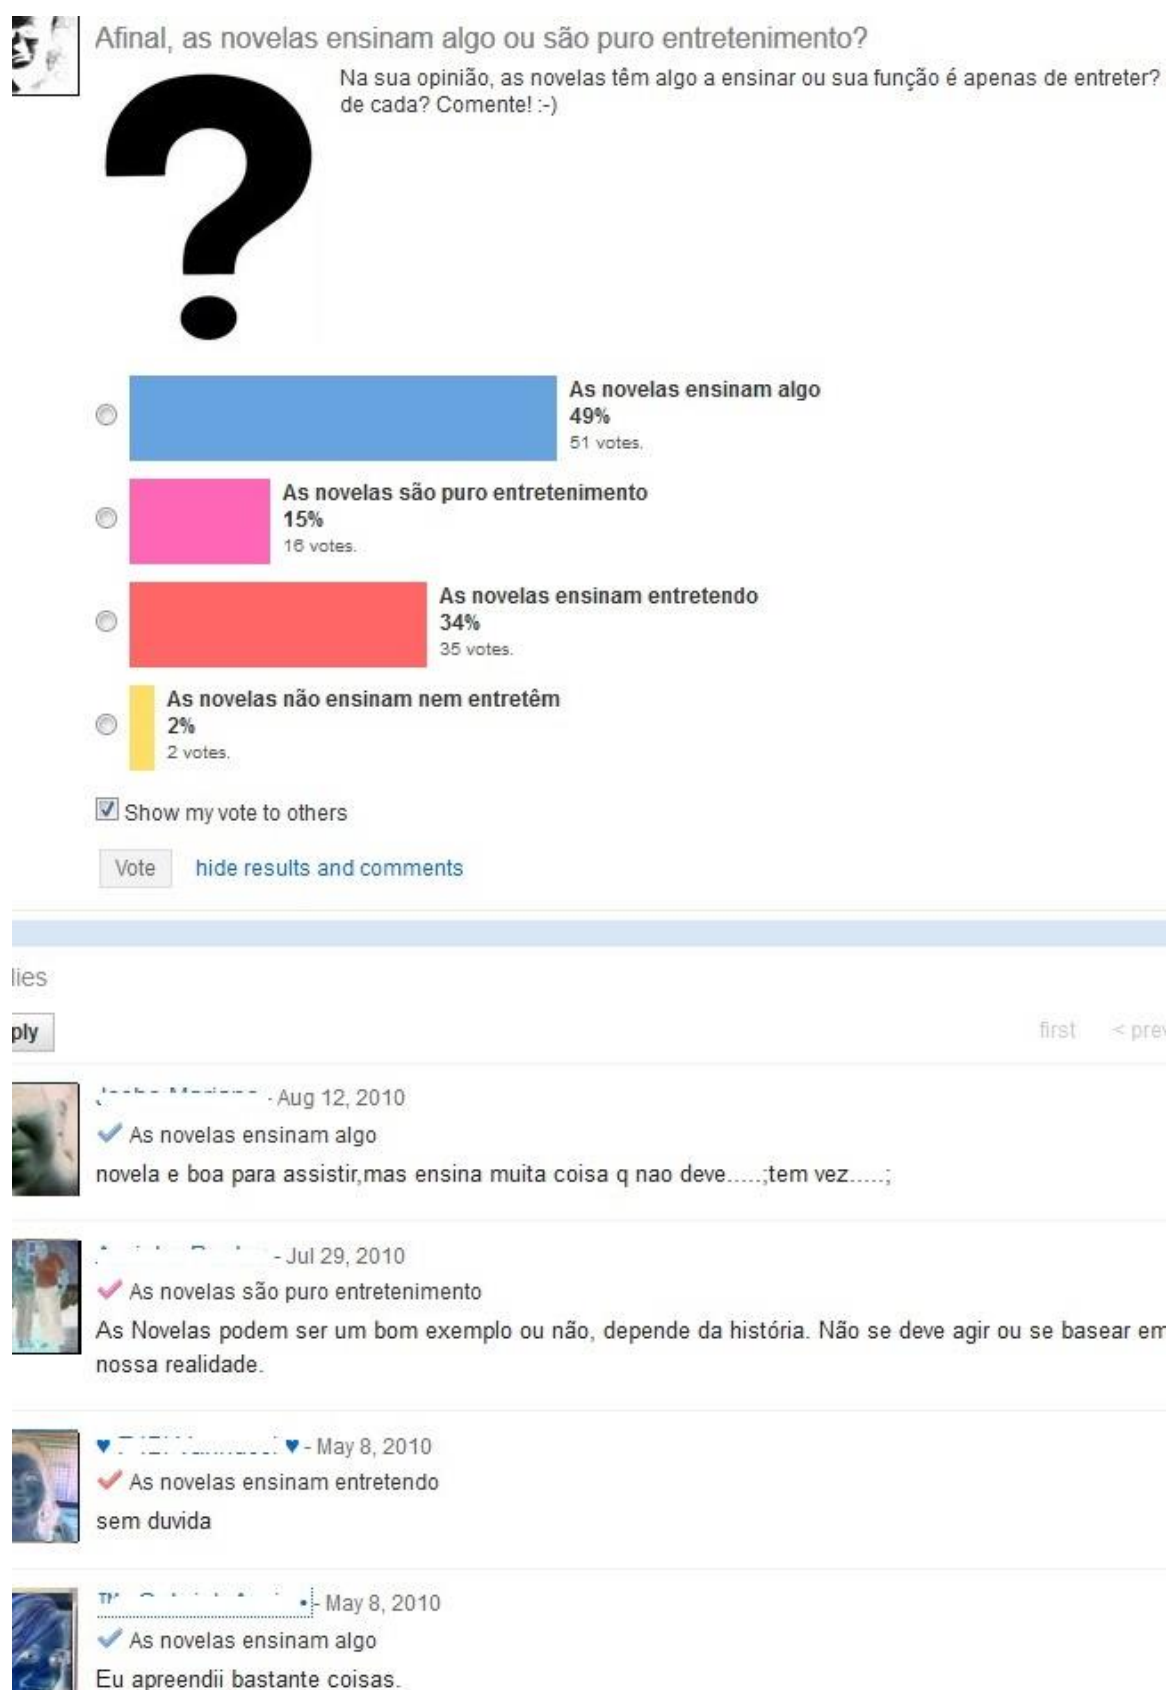 Afinal, as novelas ensinam algo ou são puro entretenimento?
Na sua opinião, as novelas têm algo a ensinar ou sua função é apenas de entreter?
de cada? Comente! :-)
As novelas ensinam algo
49%
51 votes.
As novelas são puro entretenimento
15%
16 votes.
As novelas ensinam entretendo
34%
35 votes.
As novelas não ensinam nem entretêm
2%
2 votes.
Show my vote to others
Vote hide results and comments
lies
ply first < prev
- Aug 12, 2010
As novelas ensinam algo
novela e boa para assistir,mas ensina muita coisa q nao deve.....;tem vez.....;
- Jul 29, 2010
As novelas são puro entretenimento
As Novelas podem ser um bom exemplo ou não, depende da história. Não se deve agir ou se basear em
nossa realidade.
♥ ♥ - May 8, 2010
As novelas ensinam entretendo
sem duvida
™ • - May 8, 2010
As novelas ensinam algo
Eu apreendii bastante coisas.